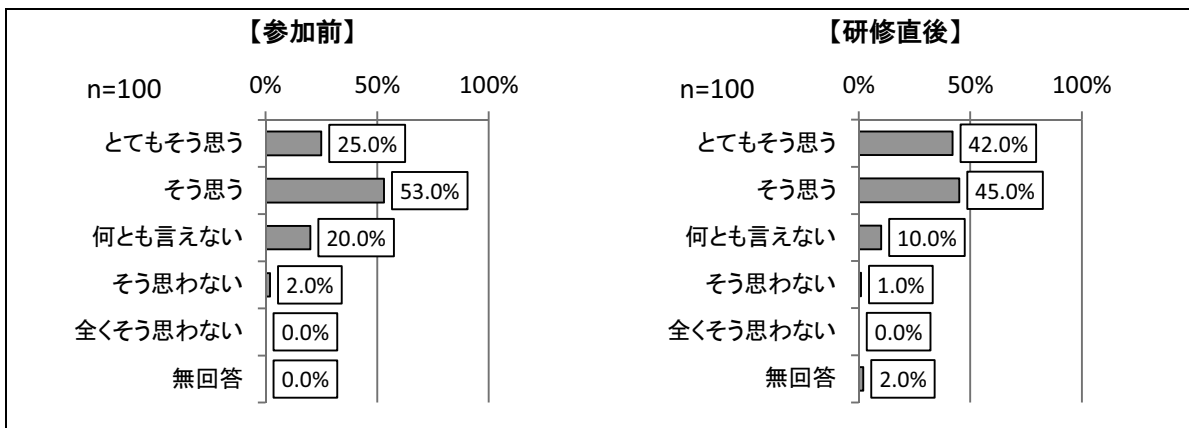 【参加前】
n=100
0% 50% 100%
とてもそう思う 25.0%
そう思う 53.0%
何とも言えない 20.0%
そう思わない 2.0%
全くそう思わない 0.0%
無回答 0.0%
【研修直後】
n=100
0% 50% 100%
とてもそう思う 42.0%
そう思う 45.0%
何とも言えない 10.0%
そう思わない 1.0%
全くそう思わない 0.0%
無回答 2.0%